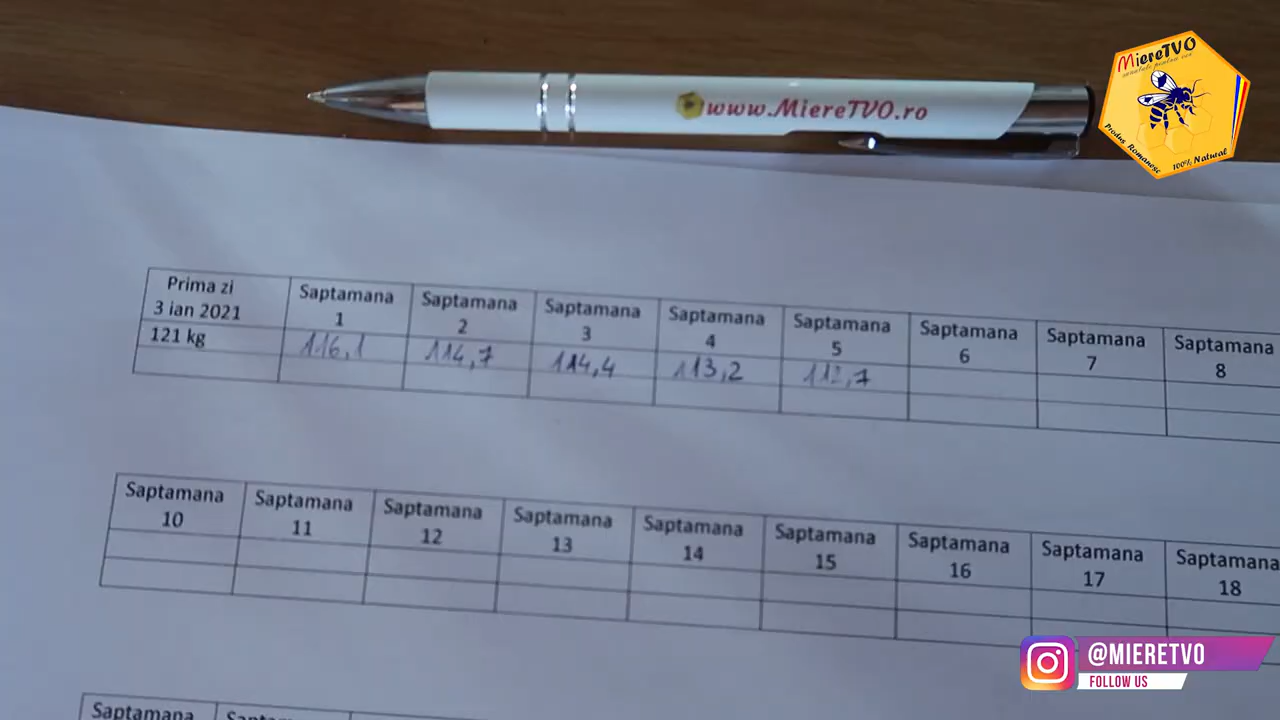 www.MiereTVO.ro
MiereTVO
sanatate pentru voi
Produs Romanesc
100% Natural
Prima zi
3 ian 2021
Saptamana
1
Saptamana
2
Saptamana
3
Saptamana
4
Saptamana
5
Saptamana
6
Saptamana
7
Saptamana
8
121 kg
116,1
114,7
114,4
113,2
112,7
Saptamana
10
Saptamana
11
Saptamana
12
Saptamana
13
Saptamana
14
Saptamana
15
Saptamana
16
Saptamana
17
Saptamana
18
Saptamana
@MIERETVO
FOLLOW US